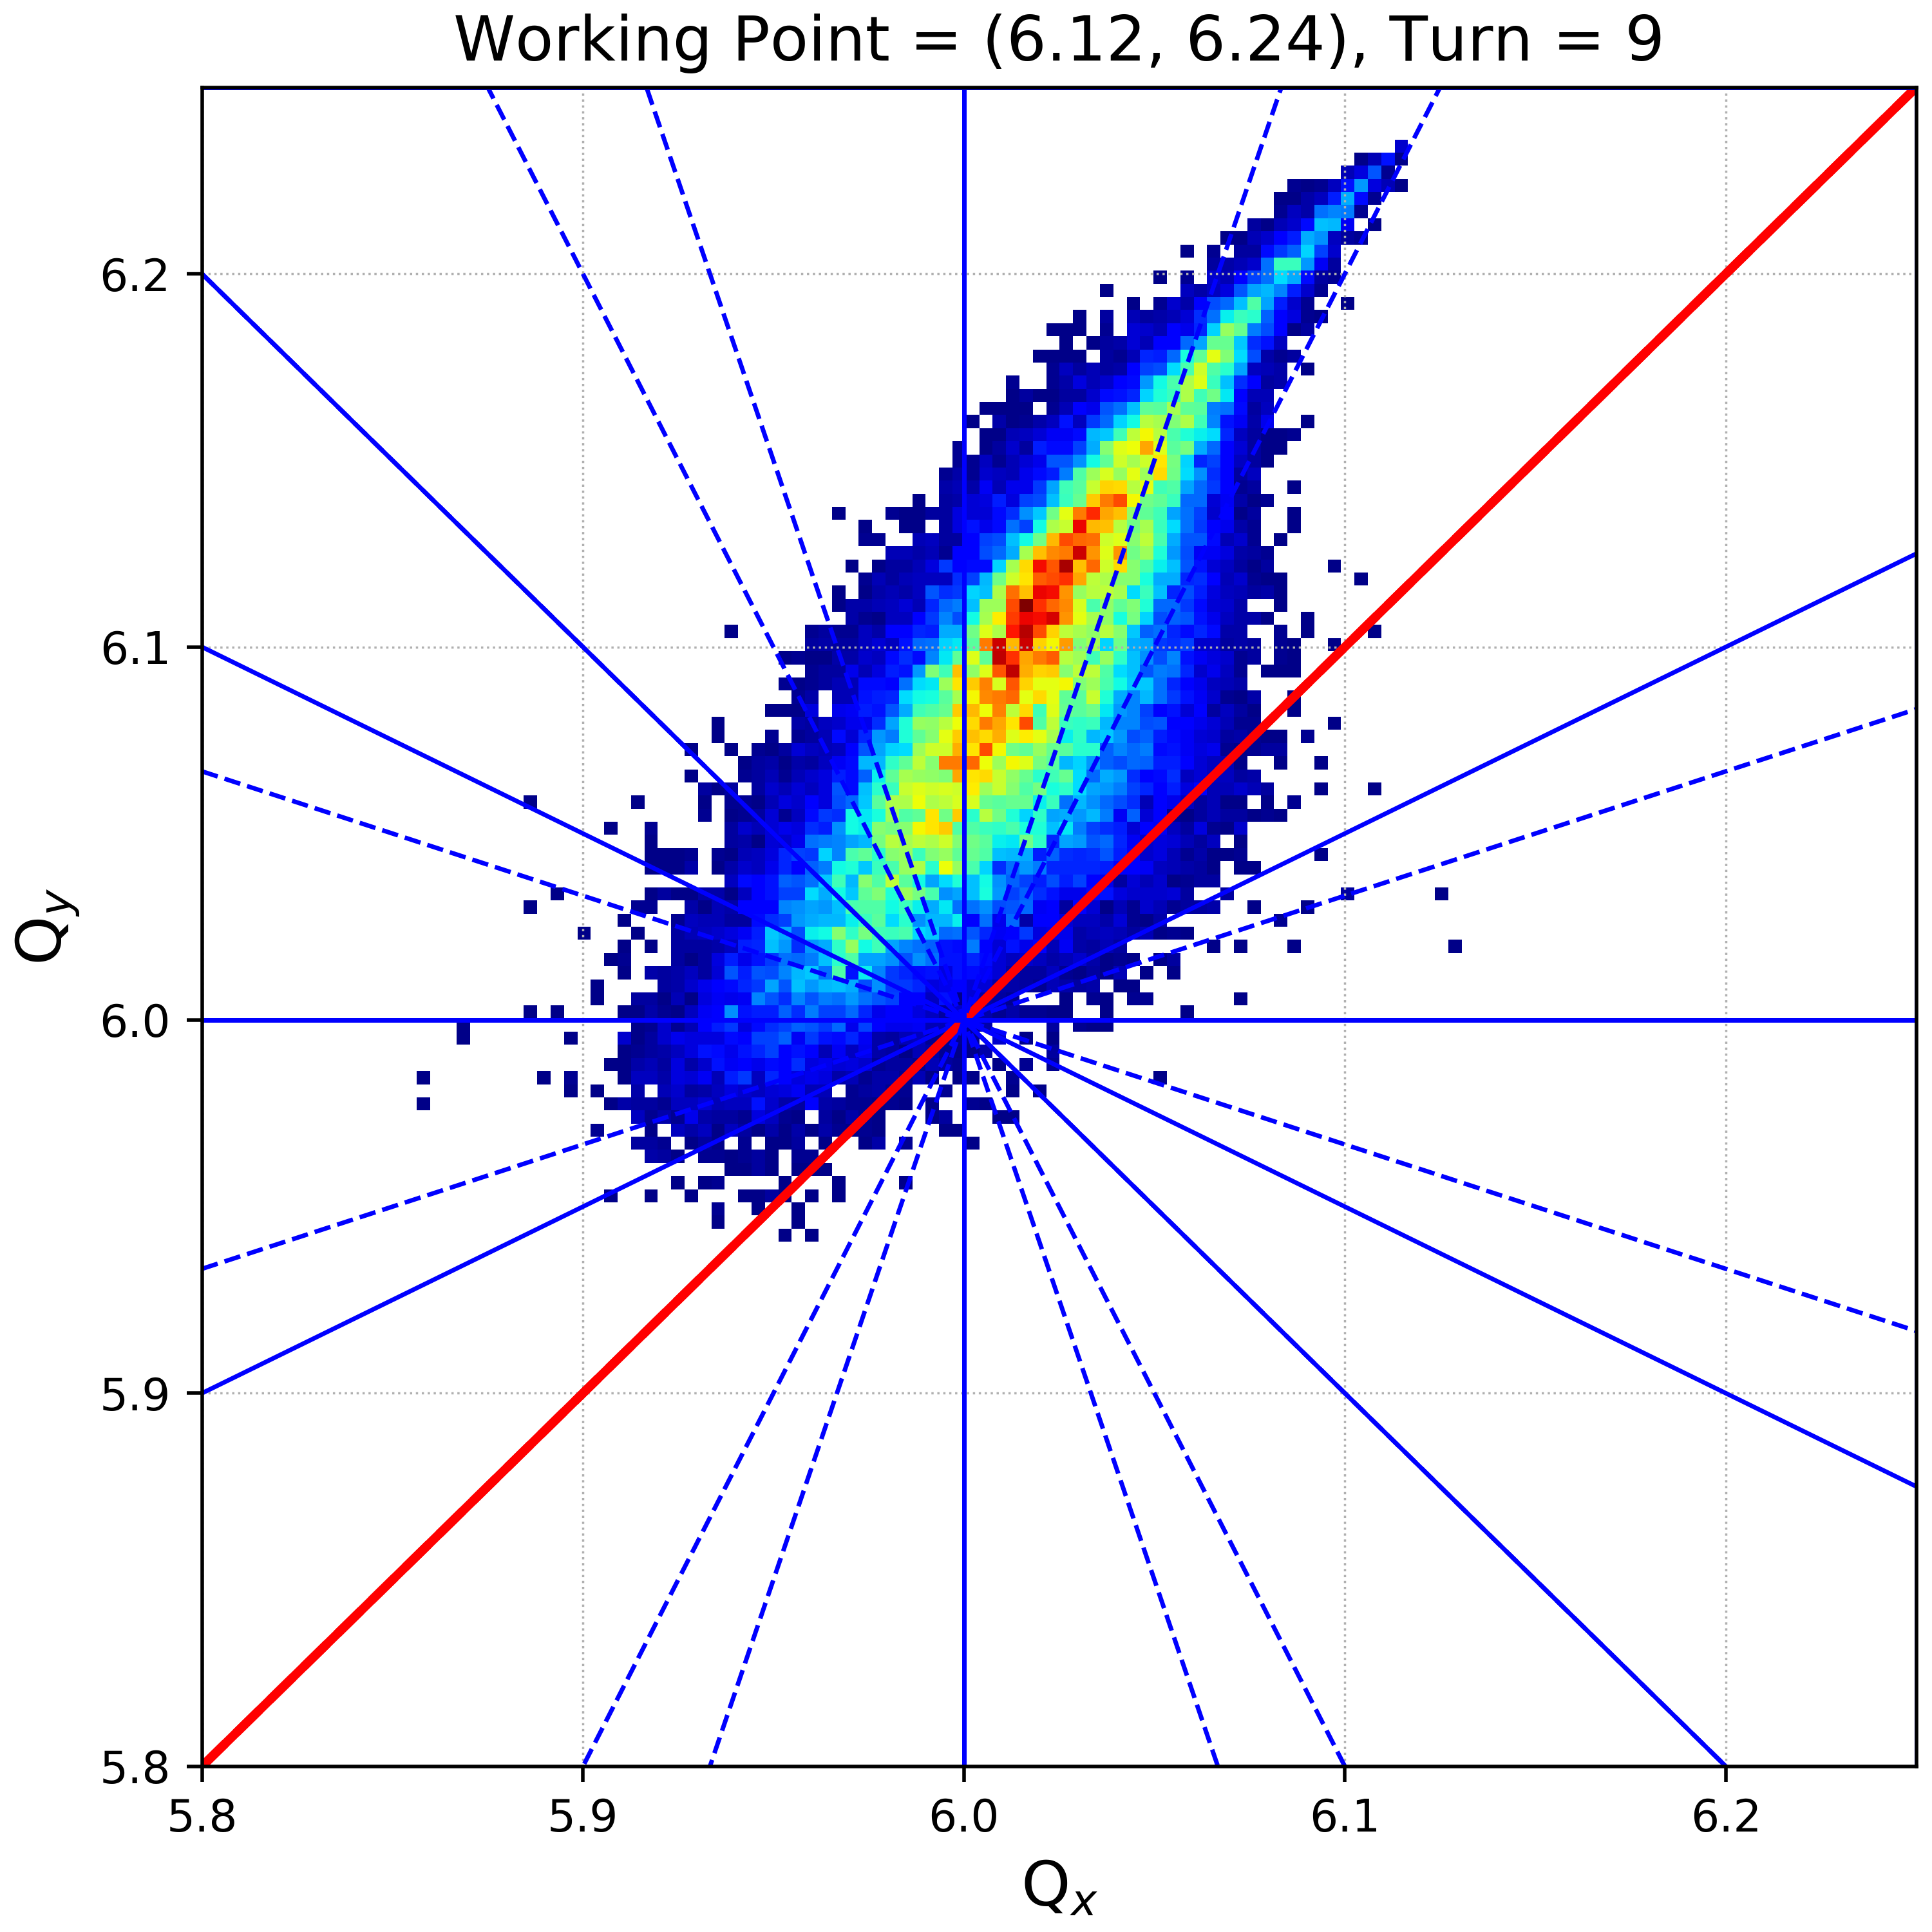 Working Point = (6.12, 6.24), Turn = 9
6.2
6.1
6.0
5.9
5.8
Qy
5.8 5.9 6.0 6.1 6.2
Qx